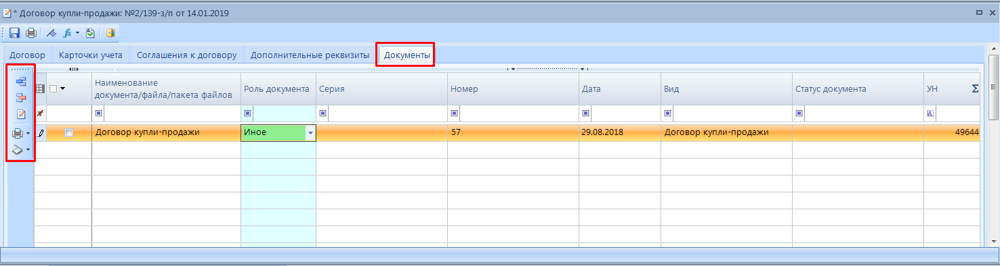 * Договор купли-продажи: №2/139-з/п от 14.01.2019
Договор Карточки учета Соглашения к договору Дополнительные реквизиты Документы
Наименование
документа/файла/пакета файлов Роль документа Серия Номер Дата Вид Статус документа УН Σ
Договор купли-продажи Иное 57 29.08.2018 Договор купли-продажи 49644